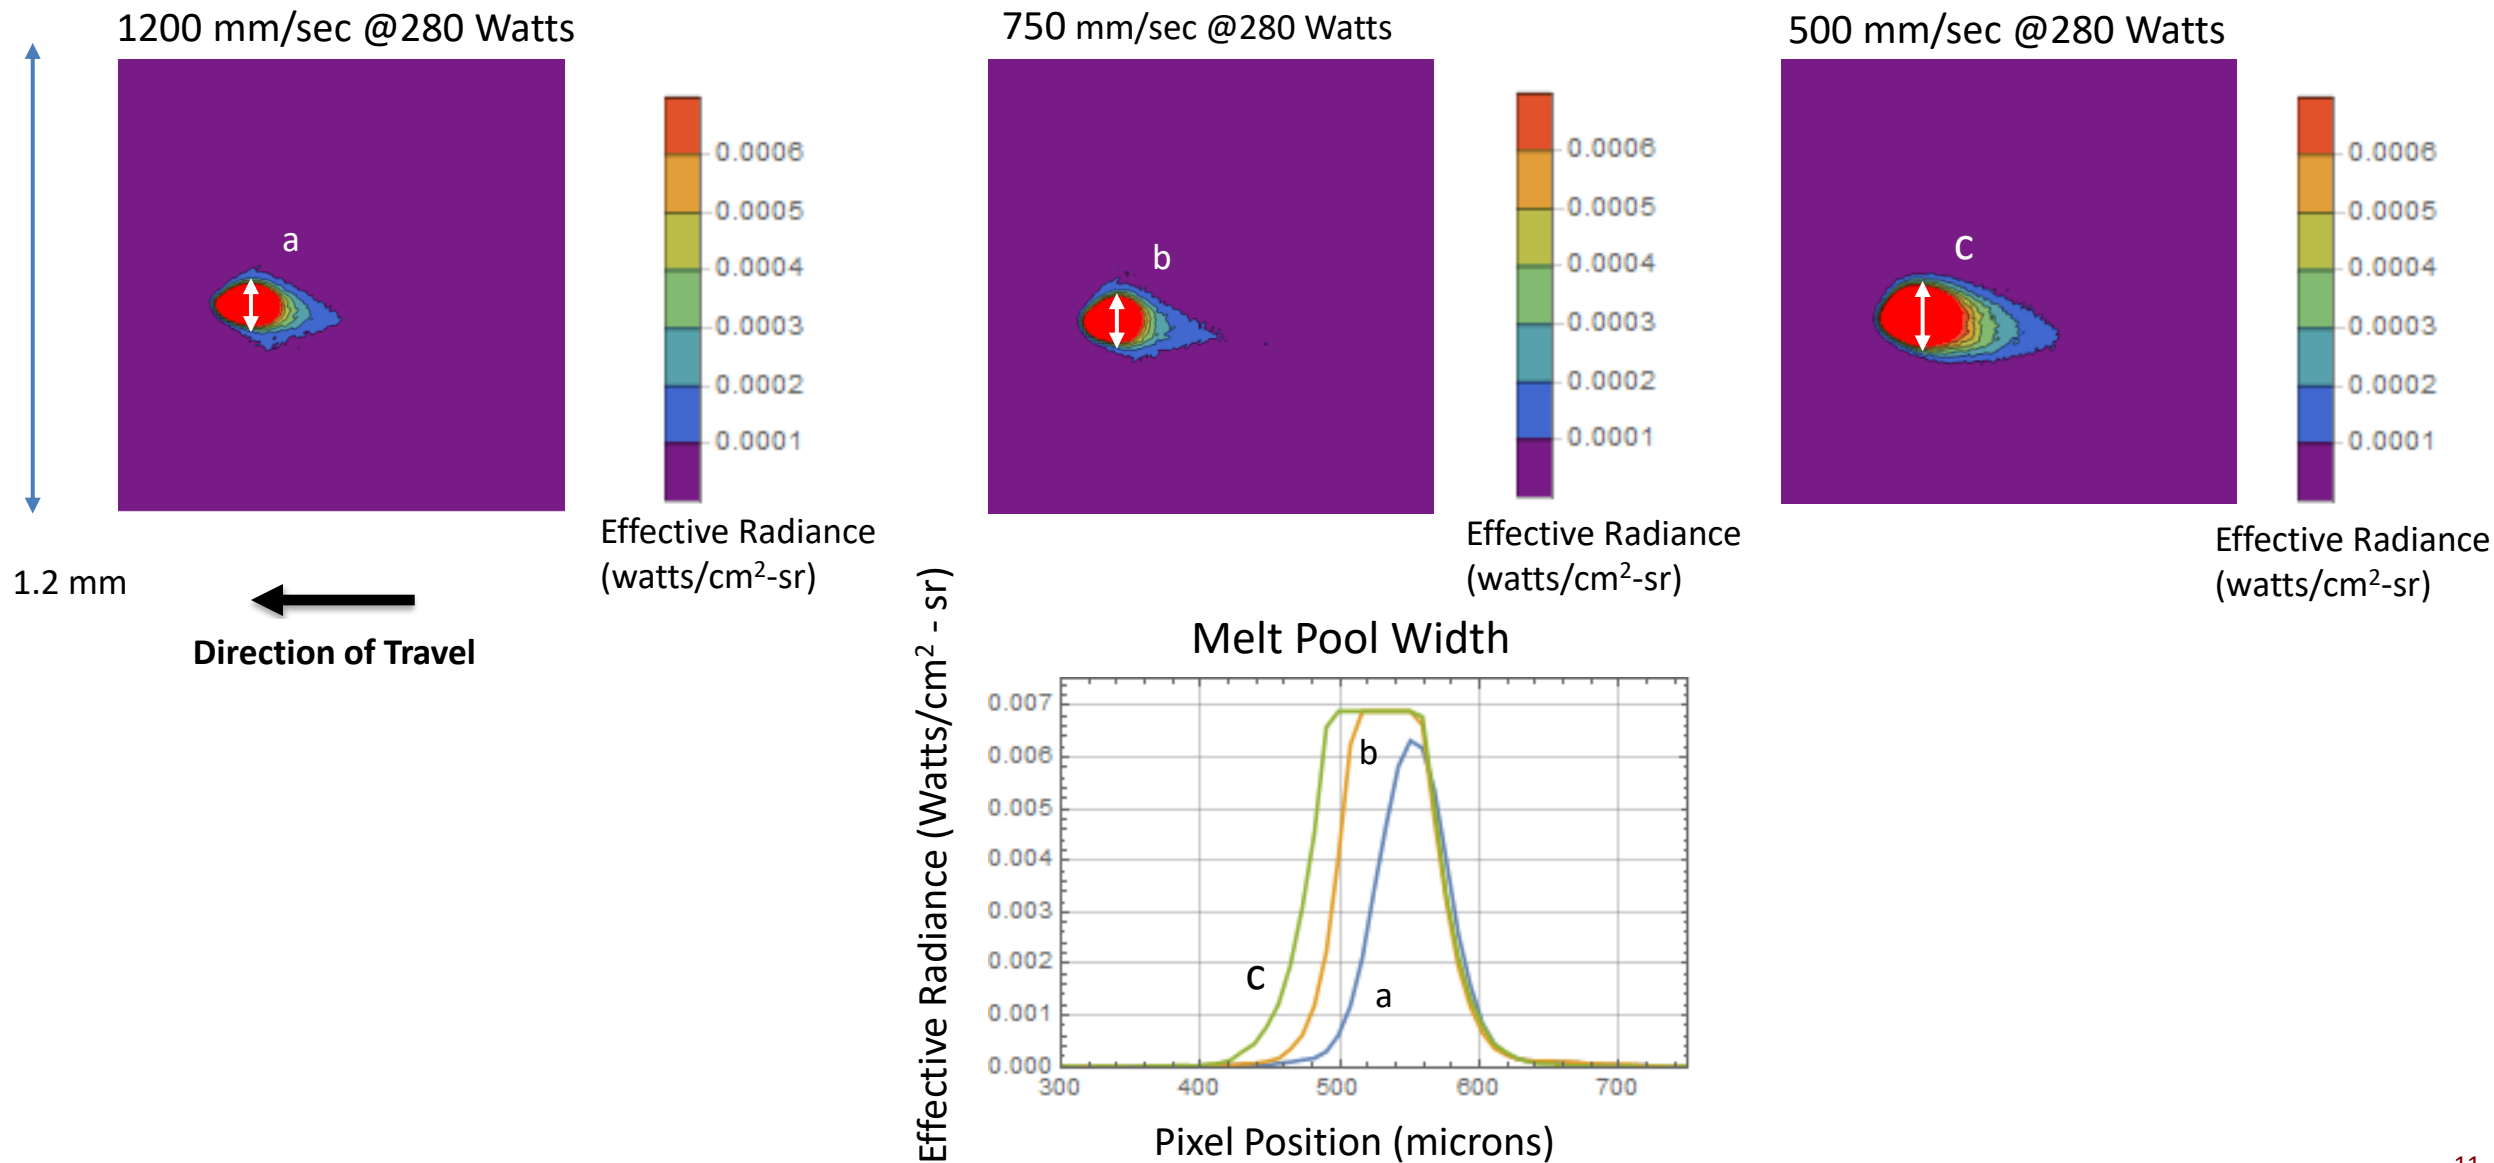 1200 mm/sec @280 Watts
750 mm/sec @280 Watts
500 mm/sec @280 Watts
a
0.0006
0.0005
0.0004
0.0003
0.0002
0.0001
b
0.0006
0.0005
0.0004
0.0003
0.0002
0.0001
c
0.0006
0.0005
0.0004
0.0003
0.0002
0.0001
Effective Radiance
(watts/cm²-sr)
Effective Radiance
(watts/cm²-sr)
Effective Radiance
(watts/cm²-sr)
1.2 mm
Direction of Travel
Melt Pool Width
Effective Radiance (Watts/cm² - sr)
0.007
0.006
0.005
0.004
0.003
0.002
0.001
0.000
b
c
a
300 400 500 600 700
Pixel Position (microns)
11